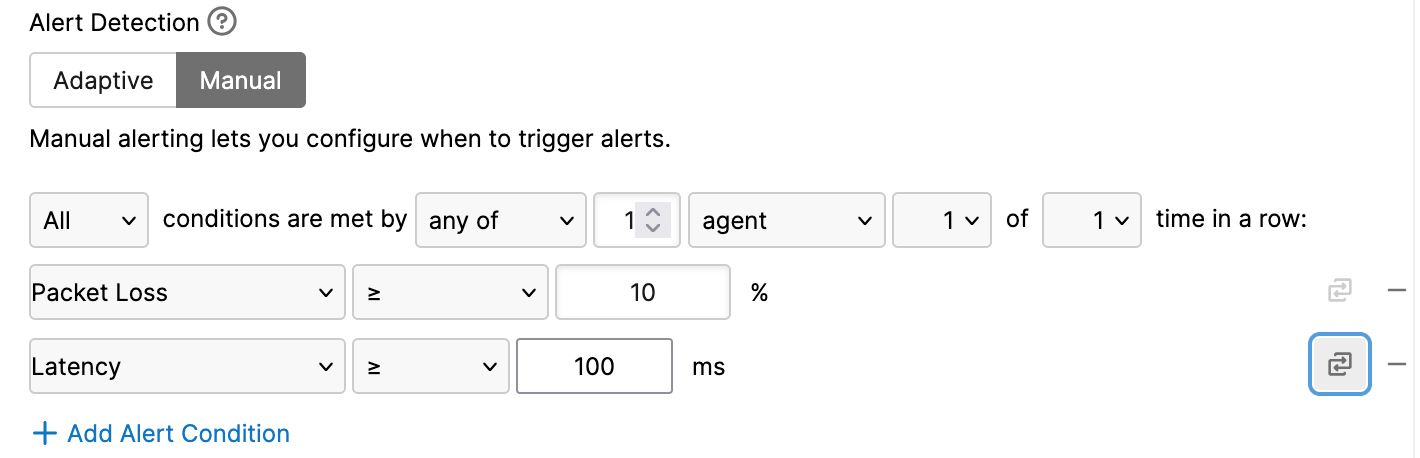 Alert Detection ?
Adaptive Manual
Manual alerting lets you configure when to trigger alerts.
All conditions are met by any of 1 agent 1 of 1 time in a row:
Packet Loss ≥ 10 %
Latency ≥ 100 ms
+ Add Alert Condition